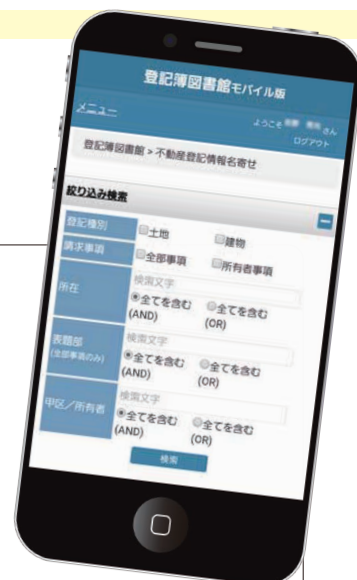 登記簿図書館モバイル版
メニュー
ようこそ さん
ログアウト
登記簿図書館 > 不動産登記情報名寄せ
絞り込み検索
登記種別 土地 建物
請求事項 全部事項 所有者事項
所在 検索文字
全てを含む(AND) 全てを含む(OR)
表題部(全部事項のみ) 検索文字
全てを含む(AND) 全てを含む(OR)
甲区/所有者 検索文字
全てを含む(AND) 全てを含む(OR)
検索